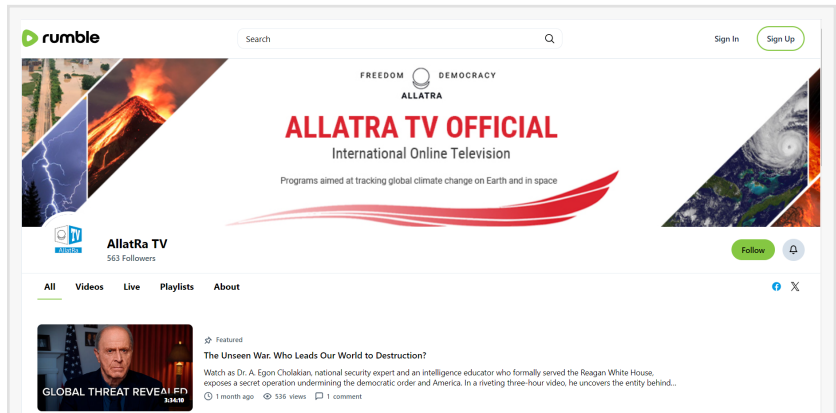 rumble
Search
Sign In
Sign Up
FREEDOM DEMOCRACY
ALLATRA
ALLATRA TV OFFICIAL
International Online Television
Programs aimed at tracking global climate change on Earth and in space
TV
AllatRa
AllatRa TV
563 Followers
Follow
All Videos Live Playlists About
Featured
The Unseen War. Who Leads Our World to Destruction?
Watch as Dr. A. Egon Cholakian, national security expert and an intelligence educator who formally served the Reagan White House,
exposes a secret operation undermining the democratic order and America. In a riveting three-hour video, he uncovers the entity behind...
GLOBAL THREAT REVEALED
3:34:10
1 month ago 536 views 1 comment